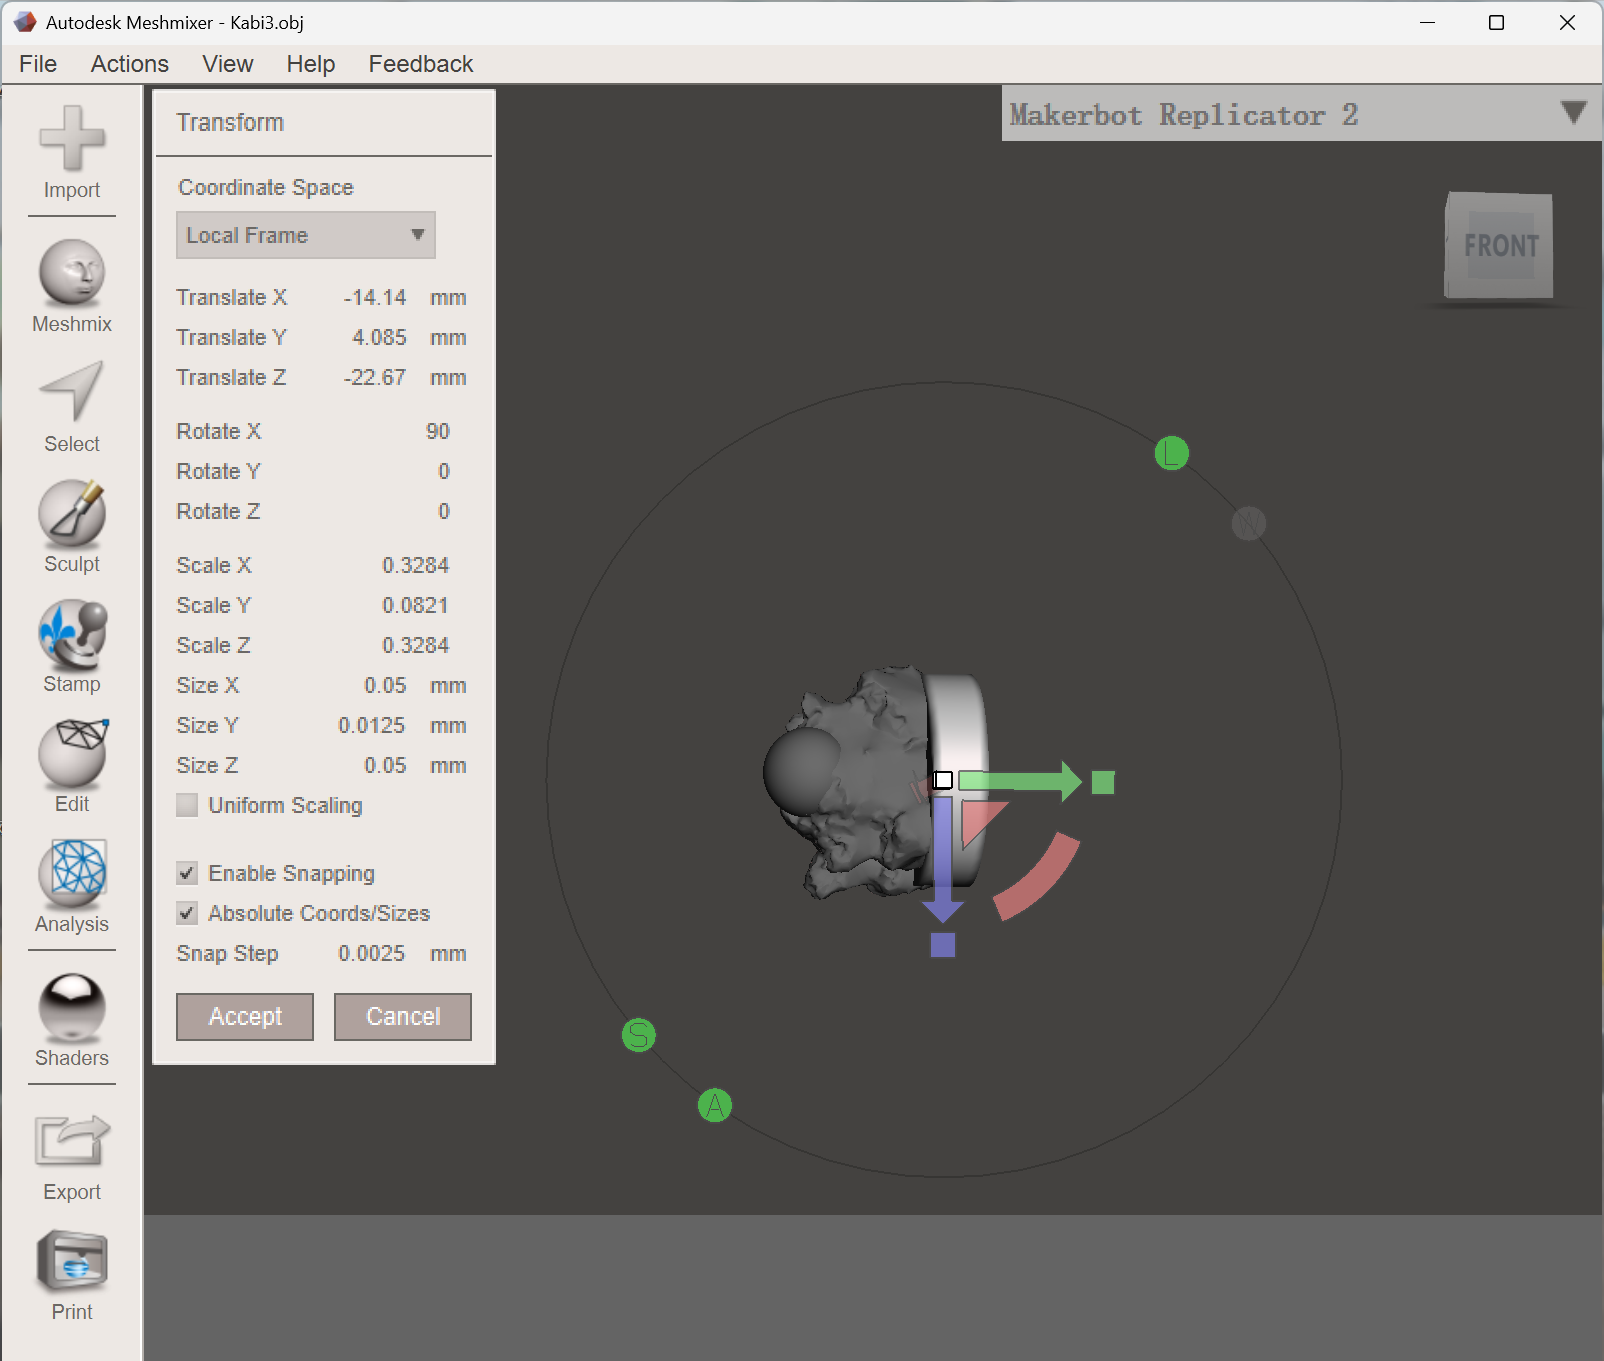 Autodesk Meshmixer - Kabi3.obj
File Actions View Help Feedback
Import
Meshmix
Select
Sculpt
Stamp
Edit
Analysis
Shaders
Export
Print
Transform
Coordinate Space
Local Frame
Translate X -14.14 mm
Translate Y 4.085 mm
Translate Z -22.67 mm
Rotate X 90
Rotate Y 0
Rotate Z 0
Scale X 0.3284
Scale Y 0.0821
Scale Z 0.3284
Size X 0.05 mm
Size Y 0.0125 mm
Size Z 0.05 mm
Uniform Scaling
Enable Snapping
Absolute Coords/Sizes
Snap Step 0.0025 mm
Accept Cancel
Makerbot Replicator 2
FRONT
L
W
S
A